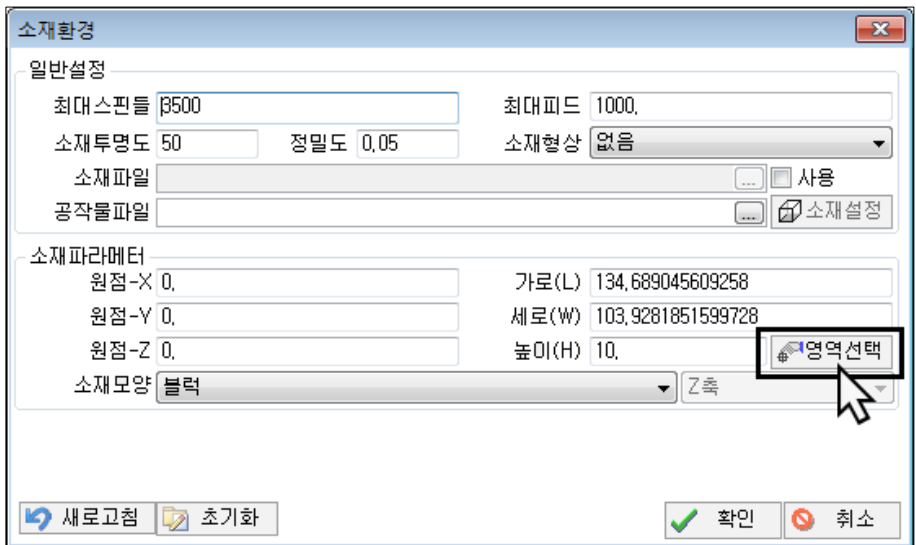 소재환경
일반설정
최대스핀들 3500 최대피드 1000,
소재투명도 50 정밀도 0,05 소재형상 없음
소재파일 ... 사용
공작물파일 ... 소재설정
소재파라메터
원점-X 0, 가로(L) 134,689045609258
원점-Y 0, 세로(W) 103,9281851599728
원점-Z 0, 높이(H) 10, 영역선택
소재모양 블럭 Z축
새로고침 초기화 확인 취소